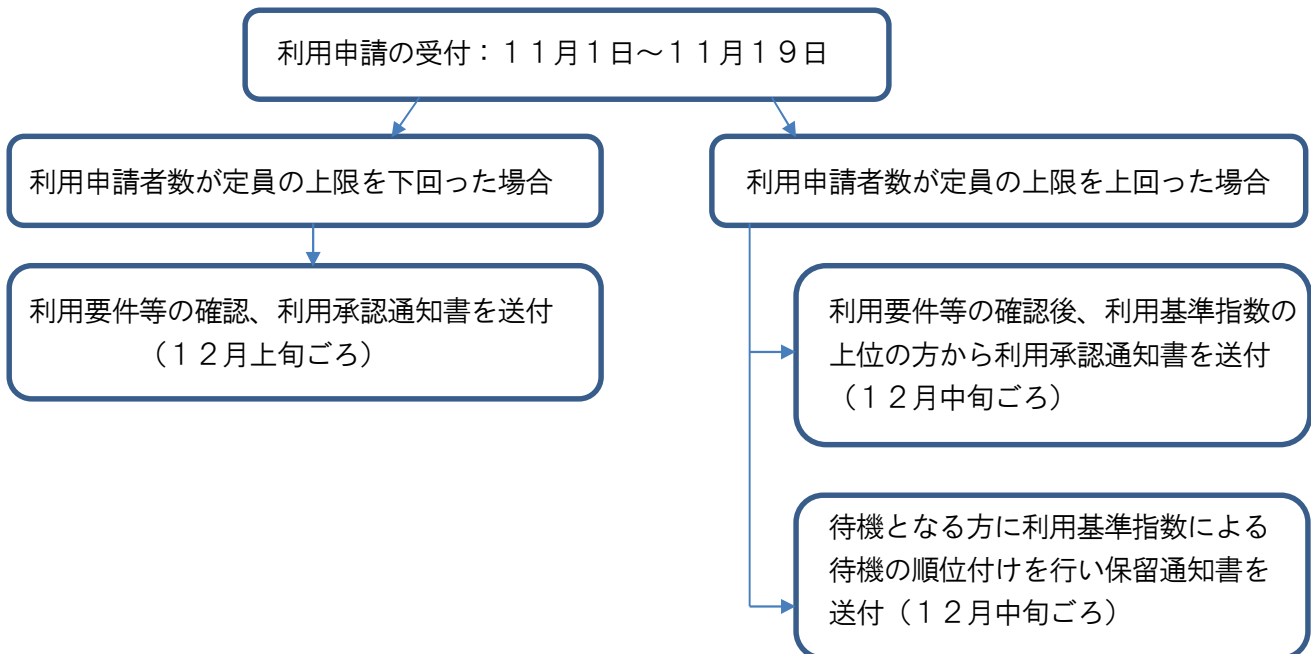 利用申請の受付：１１月１日～１１月１９日
利用申請者数が定員の上限を下回った場合
利用申請者数が定員の上限を上回った場合
利用要件等の確認、利用承認通知書を送付
（１２月上旬ごろ）
利用要件等の確認後、利用基準指数の
上位の方から利用承認通知書を送付
（１２月中旬ごろ）
待機となる方に利用基準指数による
待機の順位付けを行い保留通知書を
送付（１２月中旬ごろ）